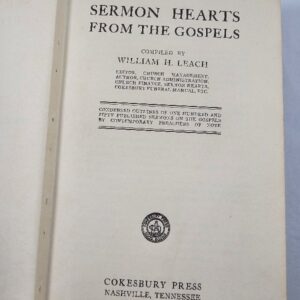 SERMON HEARTS
FROM THE GOSPELS
COMPILED BY
WILLIAM H. LEACH
EDITOR, CHURCH MANAGEMENT,
AUTHOR, CHURCH ADMINISTRATION,
CHURCH FINANCE, SERMON HEARTS,
COKESBURY FUNERAL MANUAL, ETC.
CONDENSED OUTLINES OF ONE HUNDRED AND
FIFTY PUBLISHED SERMONS ON THE GOSPELS
BY CONTEMPORARY PREACHERS OF NOTE
COKESBURY PRESS
NASHVILLE, TENNESSEE